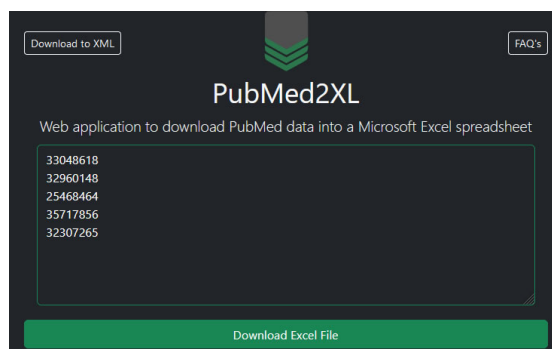 Download to XML
FAQ's
PubMed2XL
Web application to download PubMed data into a Microsoft Excel spreadsheet
33048618
32960148
25468464
35717856
32307265
Download Excel File